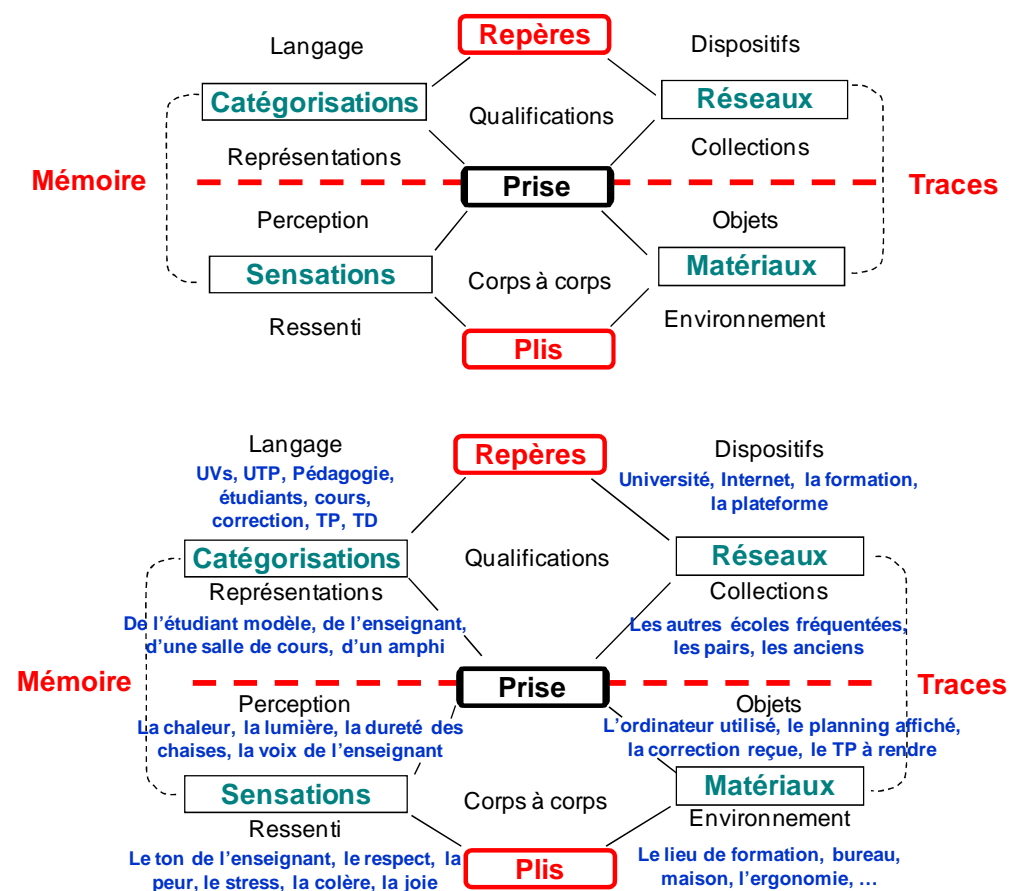 Repères
Langage
Dispositifs
Catégorisations
Réseaux
Qualifications
Représentations
Collections
Mémoire
Prise
Traces
Perception
Objets
Sensations
Matériaux
Corps à corps
Ressenti
Environnement
Plis
Langage
Repères
Dispositifs
UVs, UTP, Pédagogie,
étudiants, cours,
correction, TP, TD
Université, Internet, la formation,
la plateforme
Catégorisations
Qualifications
Réseaux
Représentations
Collections
De l'étudiant modèle, de l'enseignant,
d'une salle de cours, d'un amphi
Les autres écoles fréquentées,
les pairs, les anciens
Mémoire
Prise
Traces
Perception
Objets
La chaleur, la lumière, la dureté des
chaises, la voix de l'enseignant
L'ordinateur utilisé, le planning affiché,
la correction reçue, le TP à rendre
Sensations
Corps à corps
Matériaux
Ressenti
Environnement
Le ton de l'enseignant, le respect, la
peur, le stress, la colère, la joie
Plis
Le lieu de formation, bureau,
maison, l'ergonomie, …